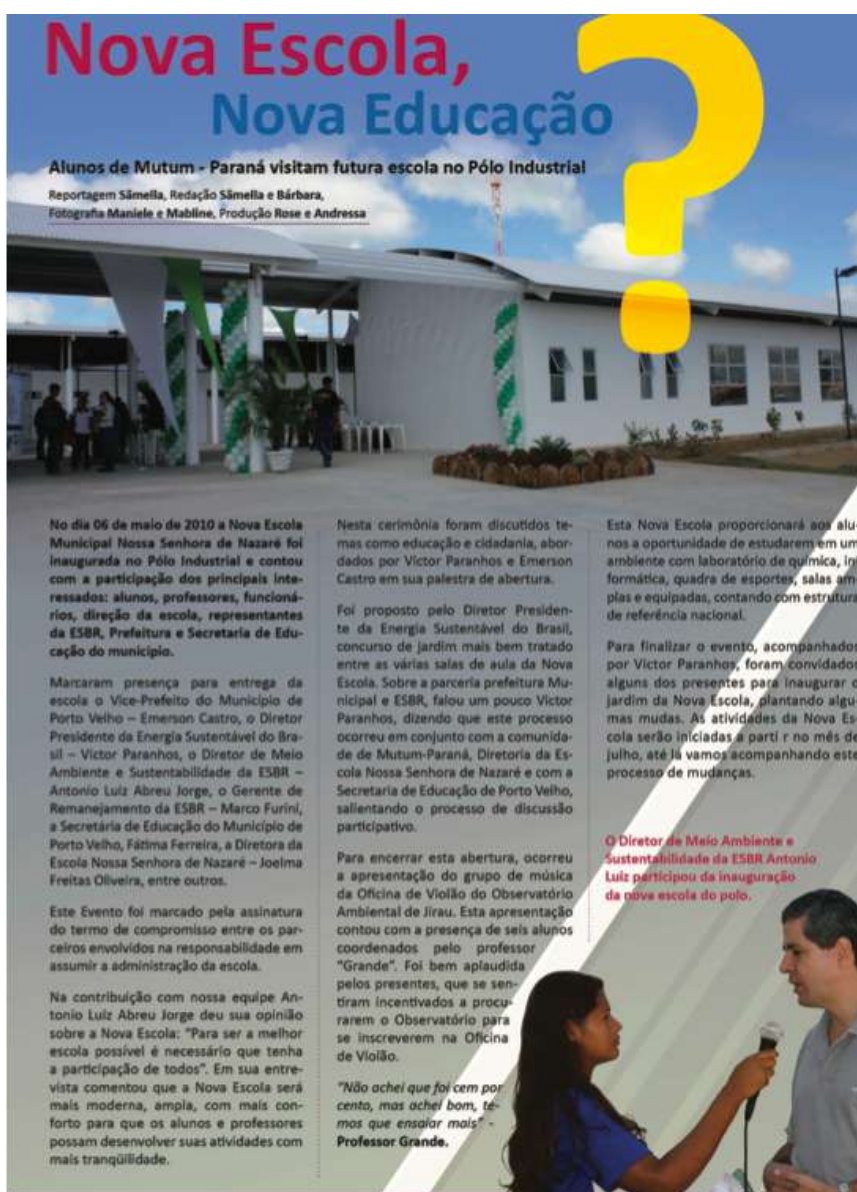 Nova Escola,
Nova Educação
?
Alunos de Mutum - Paraná visitam futura escola no Pólo Industrial
Reportagem Sâmella, Redação Sâmella e Bárbara,
Fotografia Maniele e Mabline, Produção Rose e Andressa
No dia 06 de maio de 2010 a Nova Escola
Municipal Nossa Senhora de Nazaré foi
inaugurada no Pólo Industrial e contou
com a participação dos principais inte-
ressados: alunos, professores, funcioná-
rios, direção da escola, representantes
da ESBR, Prefeitura e Secretaria de Edu-
cação do município.
Marcaram presença para entrega da
escola o Vice-Prefeito do Município de
Porto Velho – Emerson Castro, o Diretor
Presidente da Energia Sustentável do Bra-
sil – Victor Paranhos, o Diretor de Meio
Ambiente e Sustentabilidade da ESBR –
Antonio Luiz Abreu Jorge, o Gerente de
Remanejamento da ESBR – Marco Furini,
a Secretária de Educação do Município de
Porto Velho, Fátima Ferreira, a Diretora da
Escola Nossa Senhora de Nazaré – Joelma
Freitas Oliveira, entre outros.
Este Evento foi marcado pela assinatura
do termo de compromisso entre os par-
ceiros envolvidos na responsabilidade em
assumir a administração da escola.
Na contribuição com nossa equipe An-
tonio Luiz Abreu Jorge deu sua opinião
sobre a Nova Escola: "Para ser a melhor
escola possível é necessário que tenha
a participação de todos". Em sua entre-
vista comentou que a Nova Escola será
mais moderna, ampla, com mais con-
forto para que os alunos e professores
possam desenvolver suas atividades com
mais tranqüilidade.
Nesta cerimônia foram discutidos te-
mas como educação e cidadania, abor-
dados por Victor Paranhos e Emerson
Castro em sua palestra de abertura.
Foi proposto pelo Diretor Presiden-
te da Energia Sustentável do Brasil,
concurso de jardim mais bem tratado
entre as várias salas de aula da Nova
Escola. Sobre a parceria prefeitura Mu-
nicipal e ESBR, falou um pouco Victor
Paranhos, dizendo que este processo
ocorreu em conjunto com a comunida-
de de Mutum-Paraná, Diretoria da Es-
cola Nossa Senhora de Nazaré e com a
Secretaria de Educação de Porto Velho,
salientando o processo de discussão
participativo.
Para encerrar esta abertura, ocorreu
a apresentação do grupo de música
da Oficina de Violão do Observatório
Ambiental de Jirau. Esta apresentação
contou com a presença de seis alunos
coordenados pelo professor
"Grande". Foi bem aplaudida
pelos presentes, que se sen-
tiram incentivados a procu-
rarem o Observatório para
se inscreverem na Oficina
de Violão.
"Não achei que foi cem por
cento, mas achei bom, te-
mos que ensaiar mais" -
Professor Grande.
Esta Nova Escola proporcionará aos alu-
nos a oportunidade de estudarem em um
ambiente com laboratório de química, in-
formática, quadra de esportes, salas am-
plas e equipadas, contando com estrutura
de referência nacional.
Para finalizar o evento, acompanhados
por Victor Paranhos, foram convidados
alguns dos presentes para inaugurar o
jardim da Nova Escola, plantando algu-
mas mudas. As atividades da Nova Es-
cola serão iniciadas a parti r no mês de
julho, até lá vamos acompanhando este
processo de mudanças.
O Diretor de Meio Ambiente e
Sustentabilidade da ESBR Antonio
Luiz participou da inauguração
da nova escola do polo.